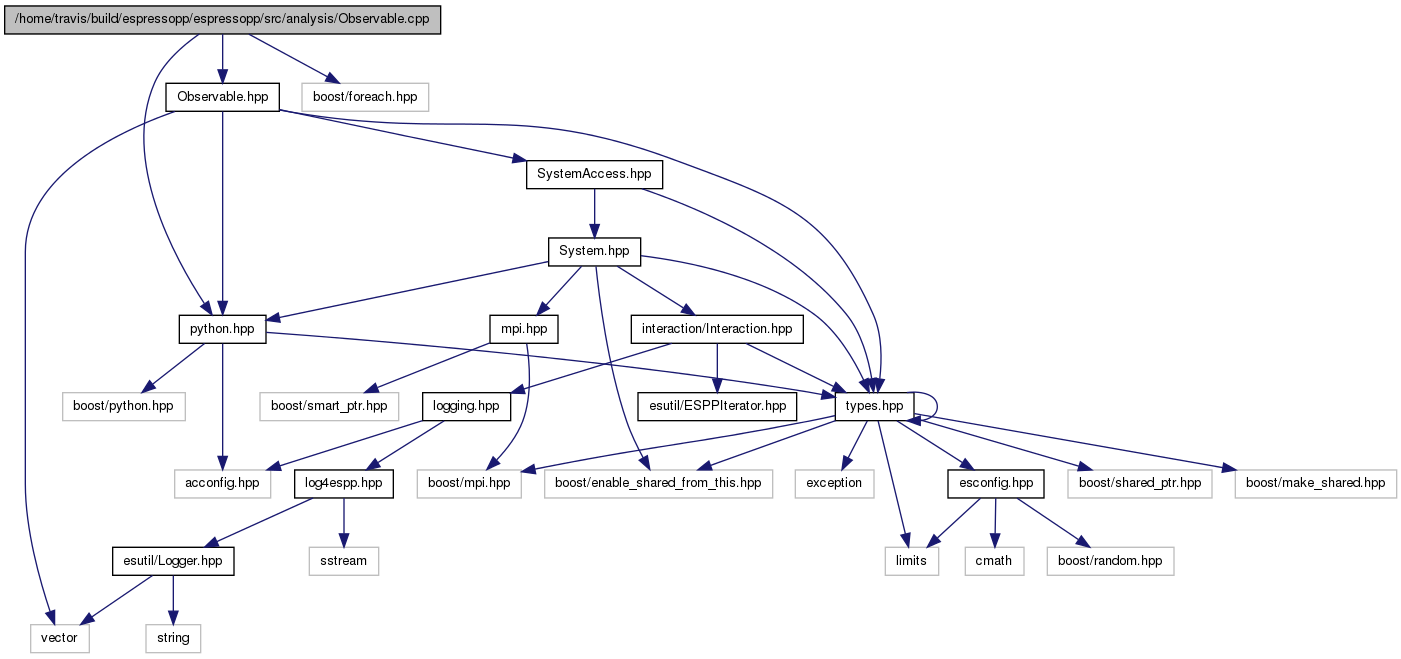 /home/travis/build/espressopp/espressopp/src/analysis/Observable.cpp
Observable.hpp
boost/foreach.hpp
SystemAccess.hpp
System.hpp
python.hpp
mpi.hpp
interaction/Interaction.hpp
boost/python.hpp
boost/smart_ptr.hpp
logging.hpp
esutil/ESPPIterator.hpp
types.hpp
acconfig.hpp
log4espp.hpp
boost/mpi.hpp
boost/enable_shared_from_this.hpp
exception
esconfig.hpp
boost/shared_ptr.hpp
boost/make_shared.hpp
esutil/Logger.hpp
sstream
limits
cmath
boost/random.hpp
vector
string